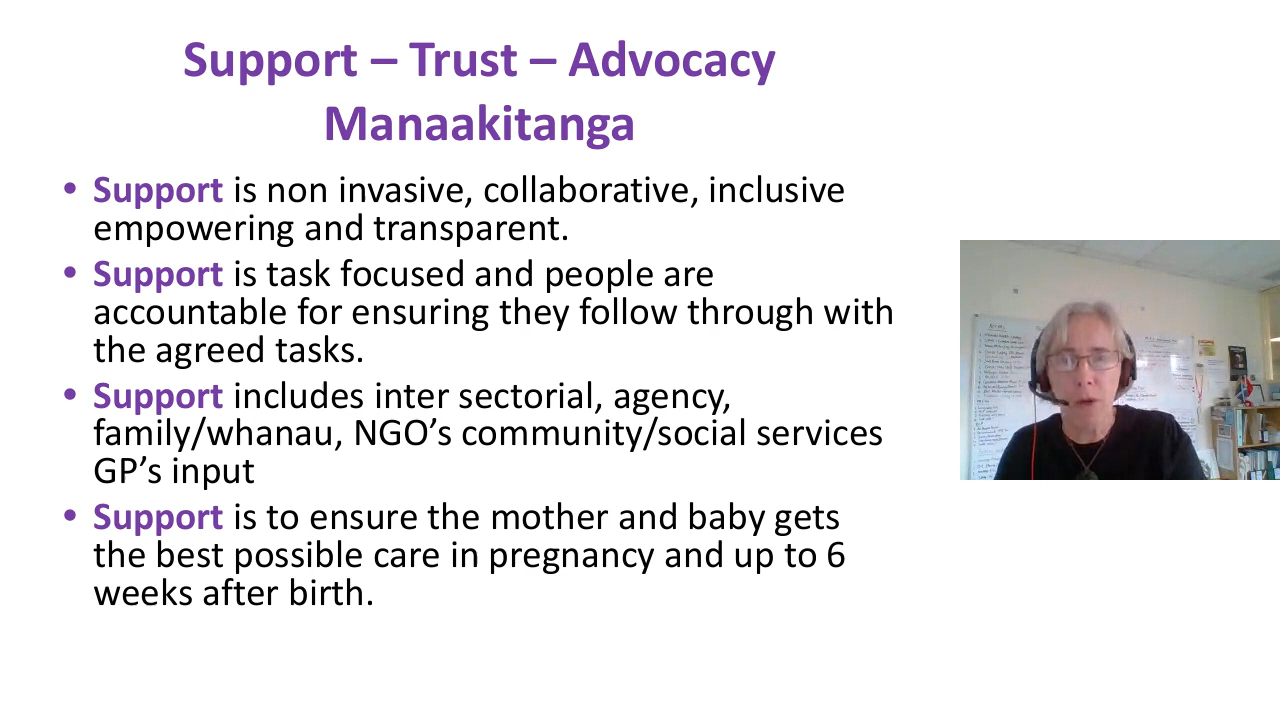 Support – Trust – Advocacy
Manaakitanga
• Support is non invasive, collaborative, inclusive
empowering and transparent.
• Support is task focused and people are
accountable for ensuring they follow through with
the agreed tasks.
• Support includes inter sectorial, agency,
family/whanau, NGO’s community/social services
GP’s input
• Support is to ensure the mother and baby gets
the best possible care in pregnancy and up to 6
weeks after birth.